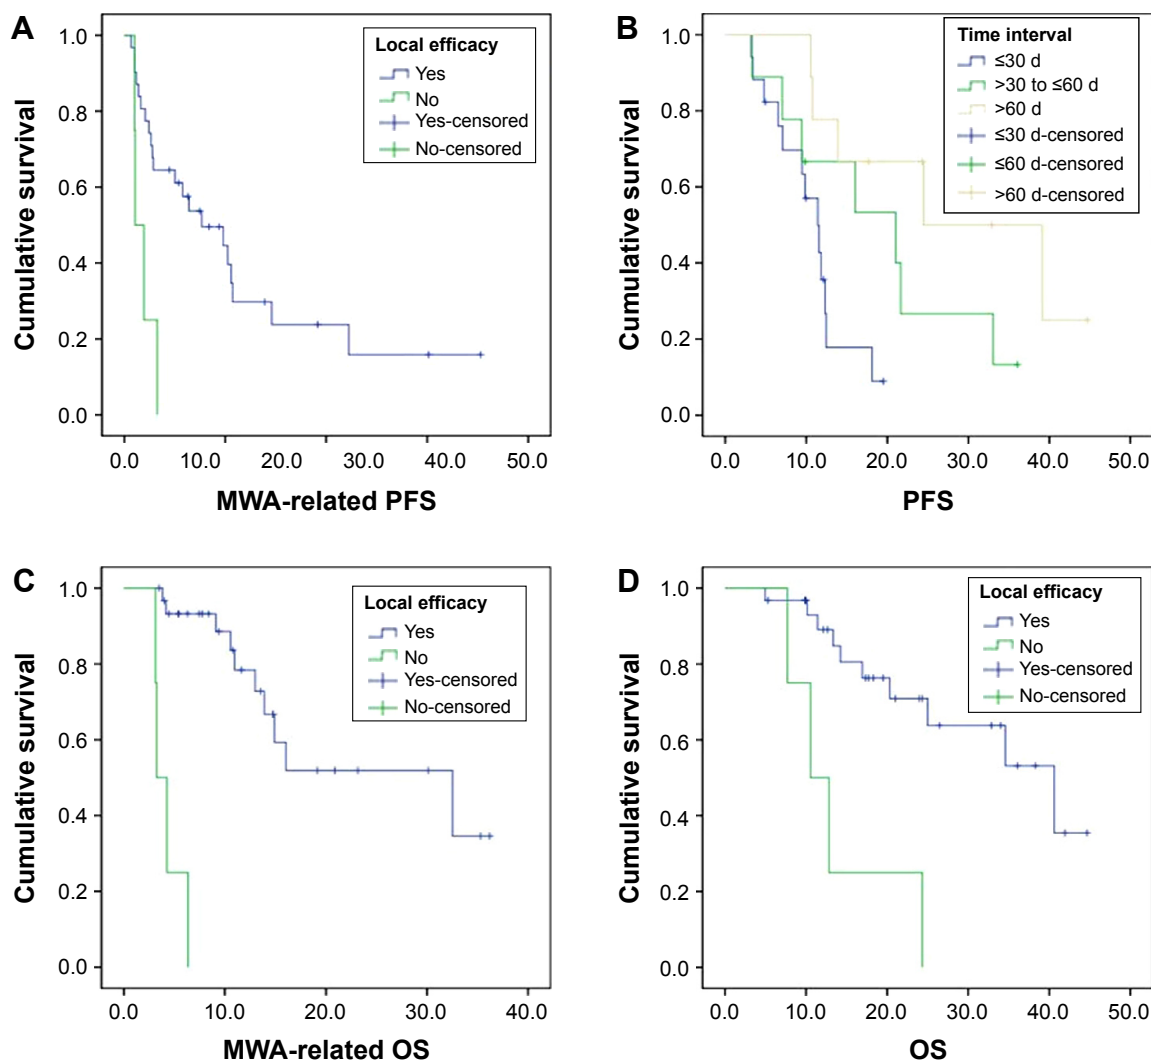 A
Cumulative survival
1.0
0.8
0.6
0.4
0.2
0.0
0.0 10.0 20.0 30.0 40.0 50.0
MWA-related PFS
Local efficacy
Yes
No
Yes-censored
No-censored
B
Cumulative survival
1.0
0.8
0.6
0.4
0.2
0.0
0.0 10.0 20.0 30.0 40.0 50.0
PFS
Time interval
≤30 d
>30 to ≤60 d
>60 d
≤30 d-censored
≤60 d-censored
>60 d-censored
C
Cumulative survival
1.0
0.8
0.6
0.4
0.2
0.0
0.0 10.0 20.0 30.0 40.0
MWA-related OS
Local efficacy
Yes
No
Yes-censored
No-censored
D
Cumulative survival
1.0
0.8
0.6
0.4
0.2
0.0
0.0 10.0 20.0 30.0 40.0 50.0
OS
Local efficacy
Yes
No
Yes-censored
No-censored